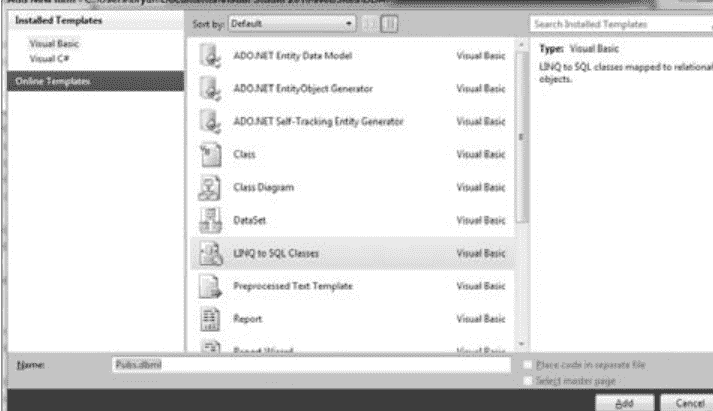 Installed Templates
Visual Basic
Visual C#
Online Templates
Sort by: Default
Search Installed Templates
ADO.NET Entity Data Model Visual Basic
ADO.NET EntityObject Generator Visual Basic
ADO.NET Self-Tracking Entity Generator Visual Basic
Class Visual Basic
Class Diagram Visual Basic
DataSet Visual Basic
LINQ to SQL Classes Visual Basic
Preprocessed Text Template Visual Basic
Report Visual Basic
Report Wizard Visual Basic
Type: Visual Basic
LINQ to SQL classes mapped to relational
objects.
Name: Pubs.dbml
Place code in separate file
Select master page
Add Cancel